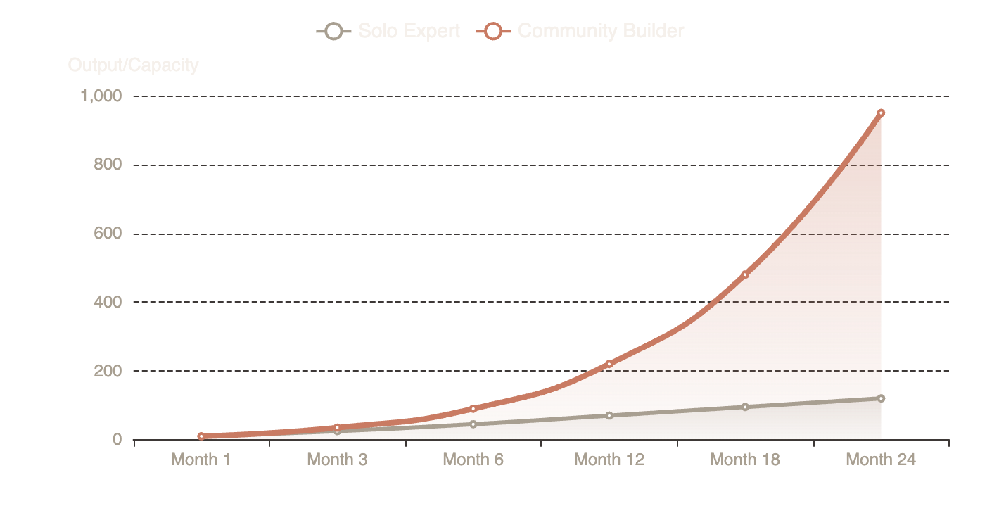 Solo Expert Community Builder
Output/Capacity
1,000
800
600
400
200
0
Month 1 Month 3 Month 6 Month 12 Month 18 Month 24